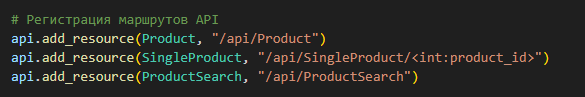 # Регистрация маршрутов API
api.add_resource(Product, "/api/Product")
api.add_resource(SingleProduct, "/api/SingleProduct/<int:product_id>")
api.add_resource(ProductSearch, "/api/ProductSearch")